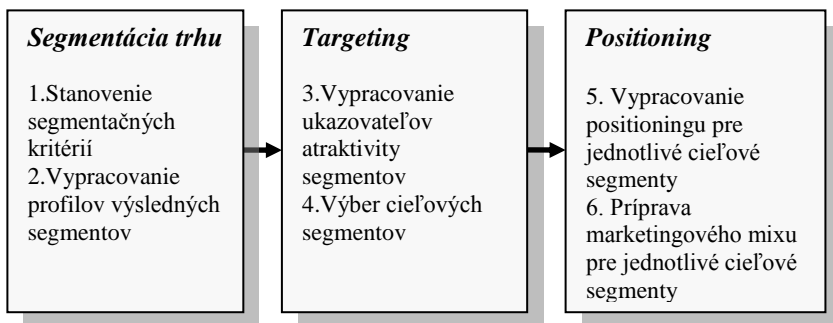 Segmentácia trhu
1.Stanovenie
segmentačných
kritérií
2.Vypracovanie
profilov výsledných
segmentov
Targeting
3.Vypracovanie
ukazovateľov
atraktivity
segmentov
4.Výber cieľových
segmentov
Positioning
5. Vypracovanie
positioningu pre
jednotlivé cieľové
segmenty
6. Príprava
marketingového mixu
pre jednotlivé cieľové
segmenty